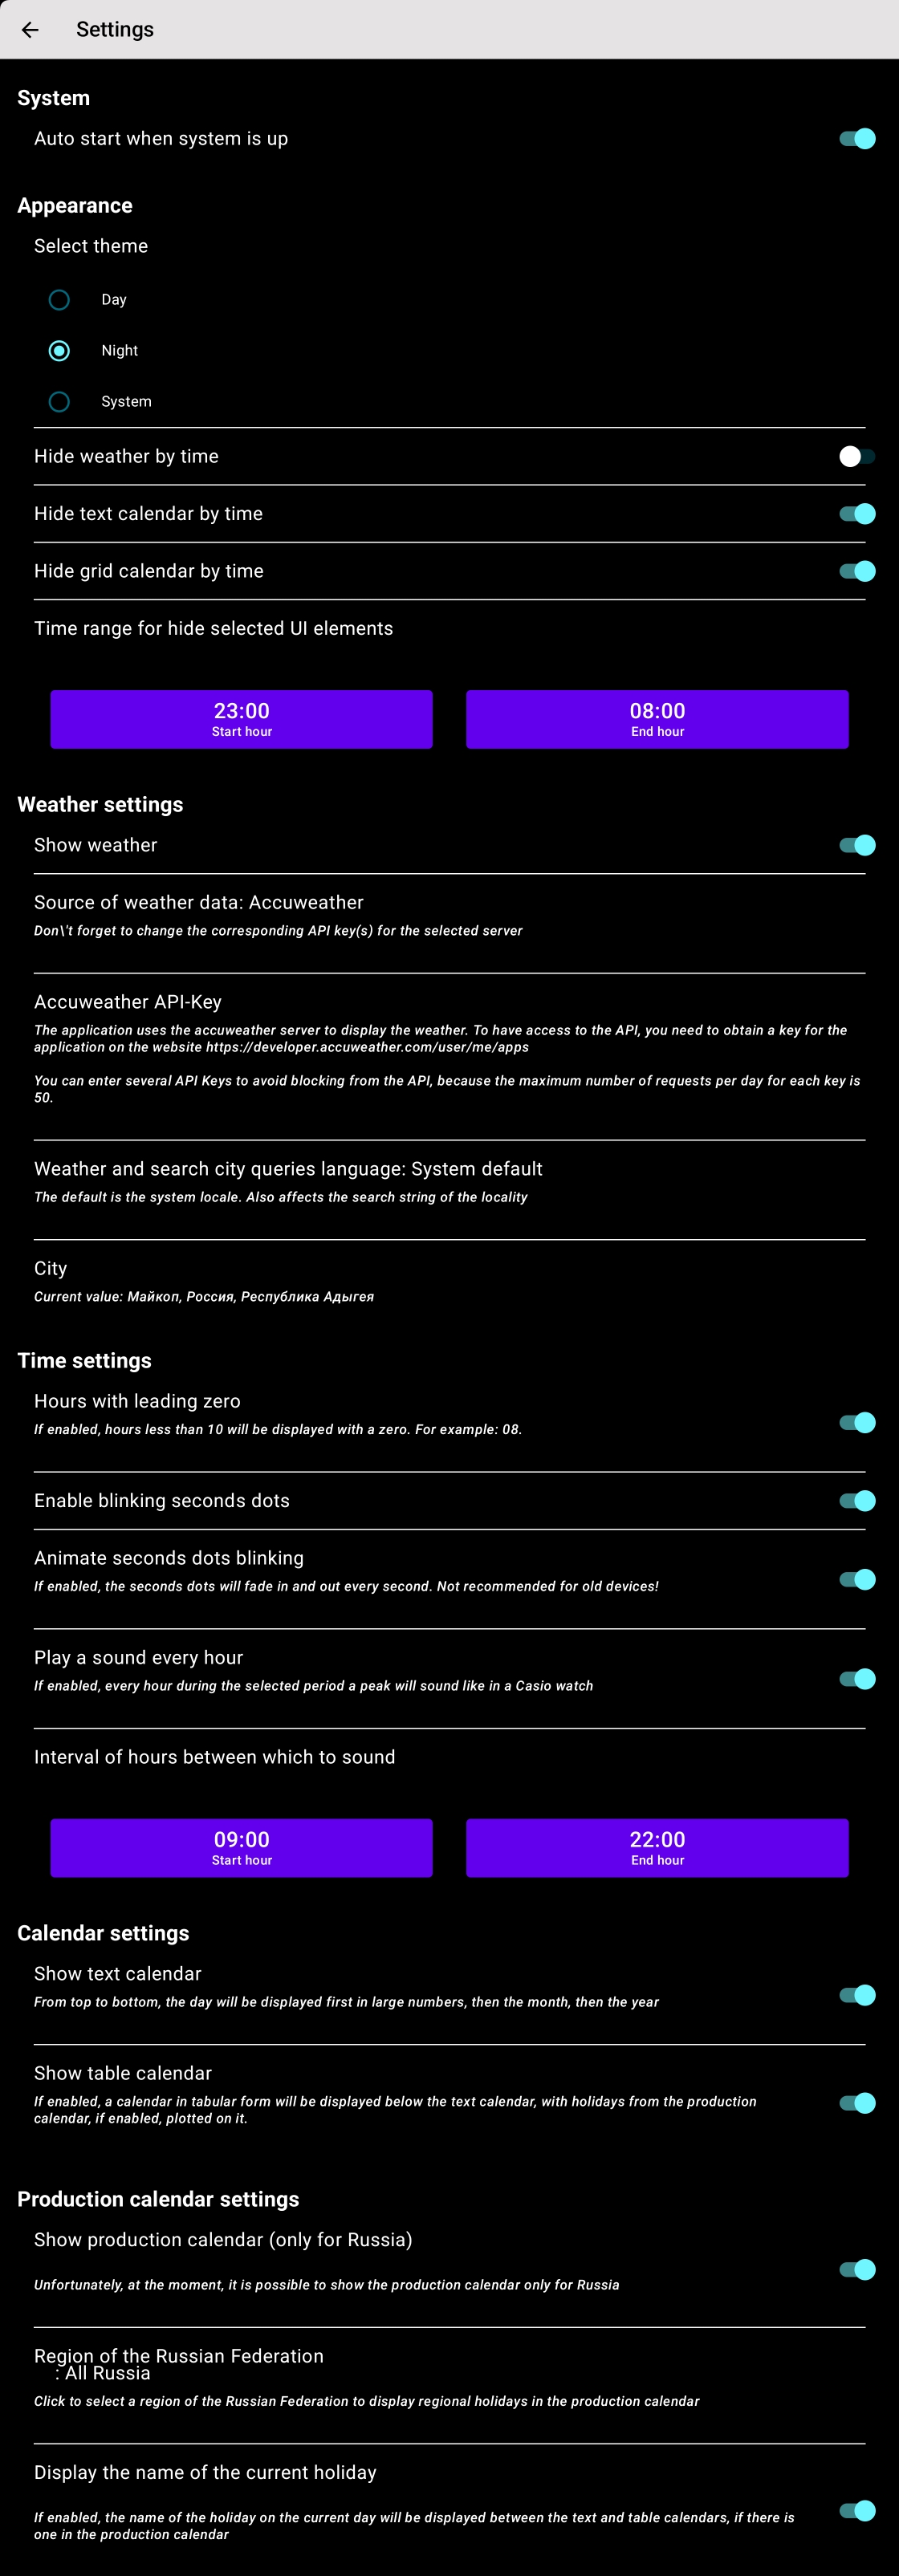 Settings
System
Auto start when system is up
Appearance
Select theme
Day
Night
System
Hide weather by time
Hide text calendar by time
Hide grid calendar by time
Time range for hide selected UI elements
23:00
Start hour
08:00
End hour
Weather settings
Show weather
Source of weather data: Accuweather
Don\'t forget to change the corresponding API key(s) for the selected server
Accuweather API-Key
The application uses the accuweather server to display the weather. To have access to the API, you need to obtain a key for the
application on the website https://developer.accuweather.com/user/me/apps
You can enter several API Keys to avoid blocking from the API, because the maximum number of requests per day for each key is
50.
Weather and search city queries language: System default
The default is the system locale. Also affects the search string of the locality
City
Current value: Майкоп, Россия, Республика Адыгея
Time settings
Hours with leading zero
If enabled, hours less than 10 will be displayed with a zero. For example: 08.
Enable blinking seconds dots
Animate seconds dots blinking
If enabled, the seconds dots will fade in and out every second. Not recommended for old devices!
Play a sound every hour
If enabled, every hour during the selected period a peak will sound like in a Casio watch
Interval of hours between which to sound
09:00
Start hour
22:00
End hour
Calendar settings
Show text calendar
From top to bottom, the day will be displayed first in large numbers, then the month, then the year
Show table calendar
If enabled, a calendar in tabular form will be displayed below the text calendar, with holidays from the production
calendar, if enabled, plotted on it.
Production calendar settings
Show production calendar (only for Russia)
Unfortunately, at the moment, it is possible to show the production calendar only for Russia
Region of the Russian Federation
: All Russia
Click to select a region of the Russian Federation to display regional holidays in the production calendar
Display the name of the current holiday
If enabled, the name of the holiday on the current day will be displayed between the text and table calendars, if there is
one in the production calendar